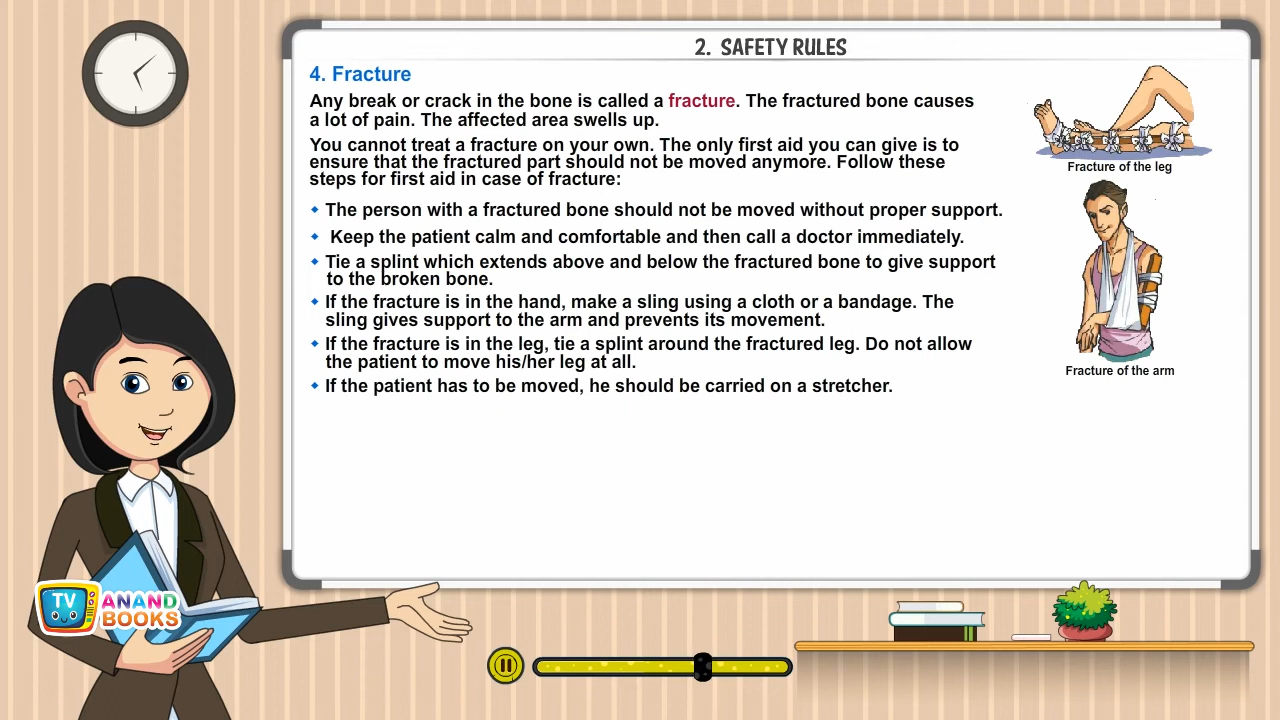 2. SAFETY RULES
4. Fracture
Any break or crack in the bone is called a fracture. The fractured bone causes
a lot of pain. The affected area swells up.
You cannot treat a fracture on your own. The only first aid you can give is to
ensure that the fractured part should not be moved anymore. Follow these
steps for first aid in case of fracture:
The person with a fractured bone should not be moved without proper support.
Keep the patient calm and comfortable and then call a doctor immediately.
Tie a splint which extends above and below the fractured bone to give support
to the broken bone.
If the fracture is in the hand, make a sling using a cloth or a bandage. The
sling gives support to the arm and prevents its movement.
If the fracture is in the leg, tie a splint around the fractured leg. Do not allow
the patient to move his/her leg at all.
If the patient has to be moved, he should be carried on a stretcher.
Fracture of the leg
Fracture of the arm
TV
ANAND
BOOKS